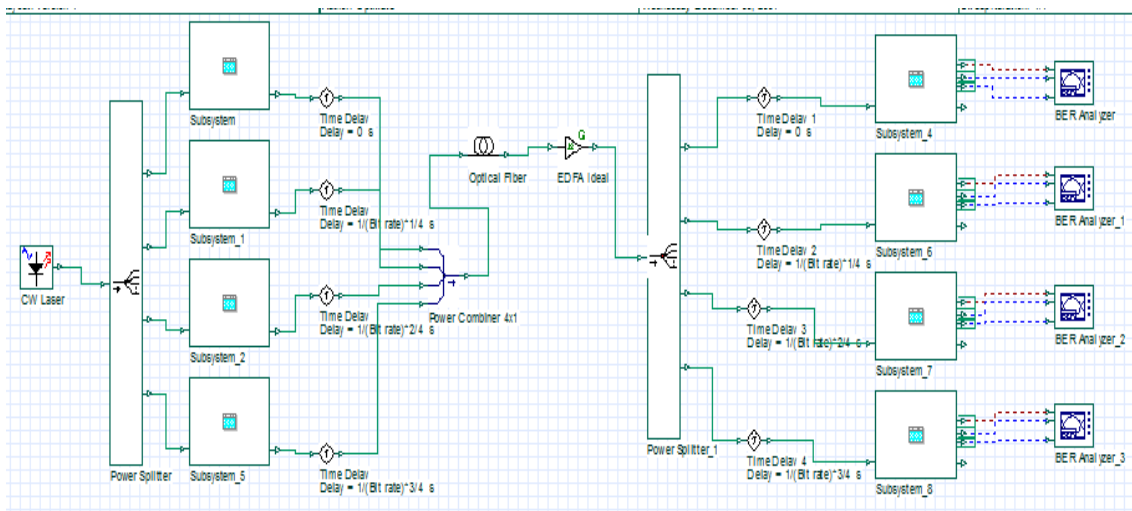 Subsystem
Time Delay
Delay = 0 s
Subsystem_1
Time Delay
Delay = 1/(Bit rate)*1/4 s
CW Laser
Subsystem_2
Time Delay
Delay = 1/(Bit rate)*2/4 s
Power Splitter
Subsystem_5
Time Delay
Delay = 1/(Bit rate)*3/4 s
Power Combiner 4x1
Optical Fiber
G
EDFA Ideal
Power Splitter_1
Time Delay 1
Delay = 0 s
Subsystem_4
BER Analyzer
Time Delay 2
Delay = 1/(Bit rate)*1/4 s
Subsystem_6
BER Analyzer_1
Time Delay 3
Delay = 1/(Bit rate)*2/4 s
Subsystem_7
BER Analyzer_2
Time Delay 4
Delay = 1/(Bit rate)*3/4 s
Subsystem_8
BER Analyzer_3